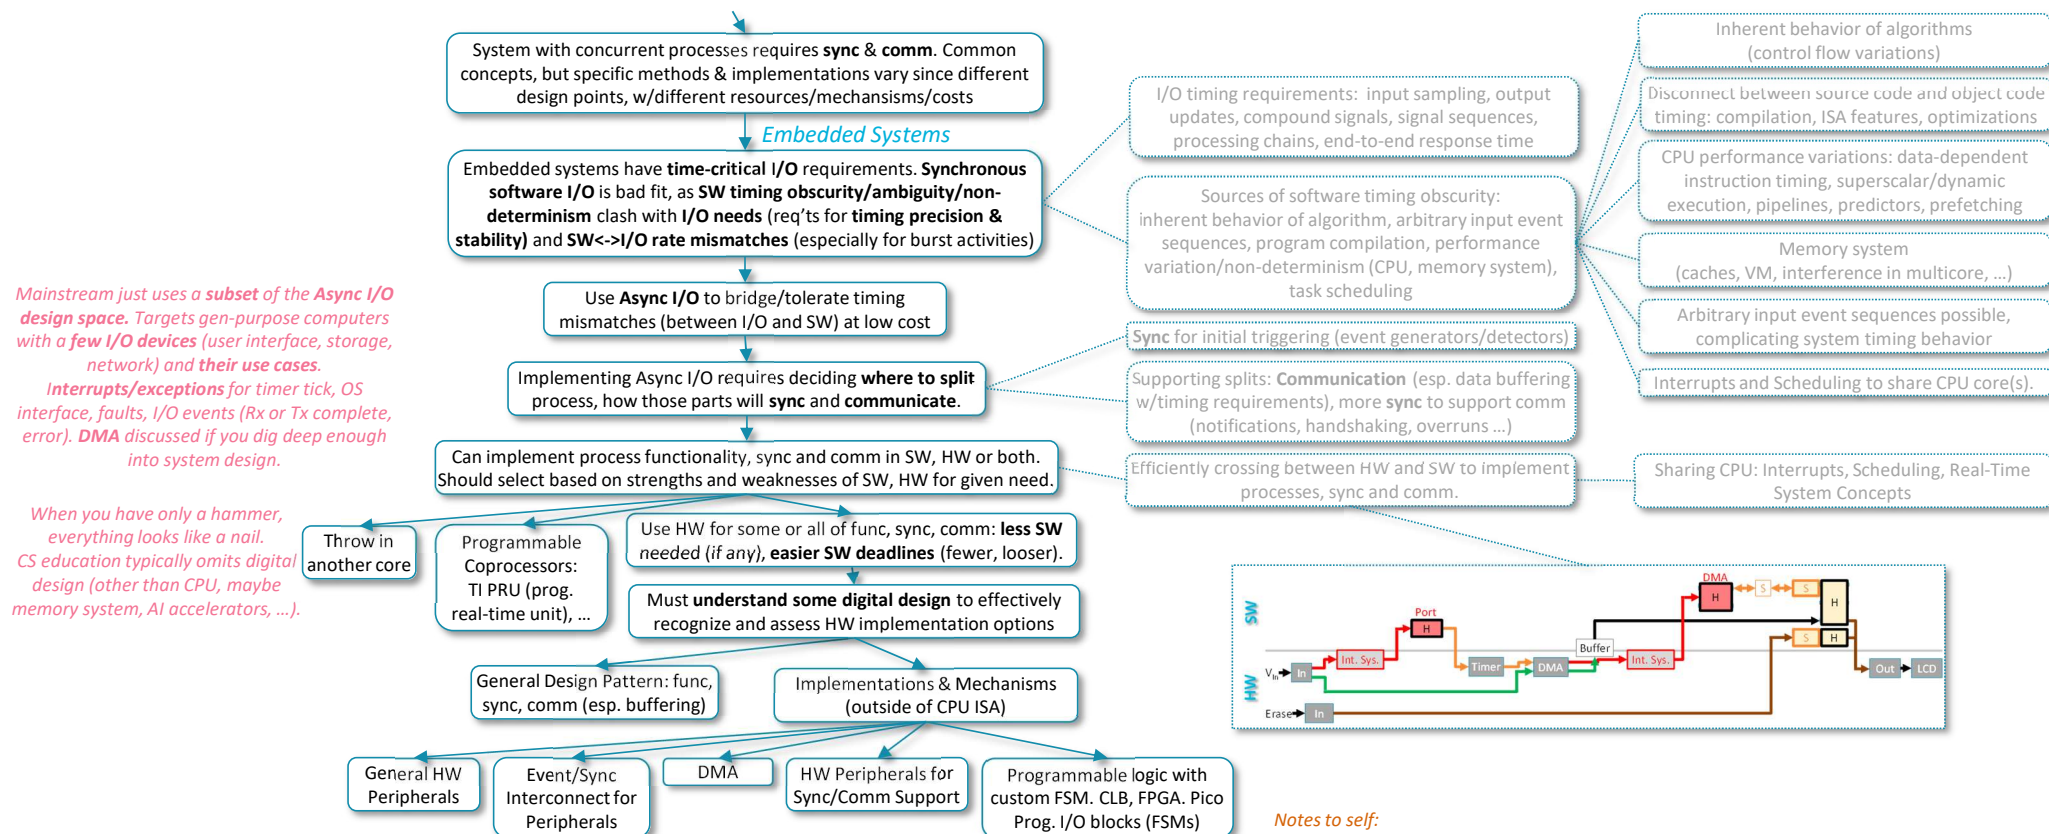 System with concurrent processes requires sync & comm. Common
concepts, but specific methods & implementations vary since different
design points, w/different resources/mechansisms/costs
Embedded Systems
Embedded systems have time-critical I/O requirements. Synchronous
software I/O is bad fit, as SW timing obscurity/ambiguity/non-
determinism clash with I/O needs (req'ts for timing precision &
stability) and SW<->I/O rate mismatches (especially for burst activities)
Use Async I/O to bridge/tolerate timing
mismatches (between I/O and SW) at low cost
Implementing Async I/O requires deciding where to split
process, how those parts will sync and communicate.
Can implement process functionality, sync and comm in SW, HW or both.
Should select based on strengths and weaknesses of SW, HW for given need.
Throw in
another core
Programmable
Coprocessors:
TI PRU (prog.
real-time unit), …
Use HW for some or all of func, sync, comm: less SW
needed (if any), easier SW deadlines (fewer, looser).
Must understand some digital design to effectively
recognize and assess HW implementation options
General Design Pattern: func,
sync, comm (esp. buffering)
Implementations & Mechanisms
(outside of CPU ISA)
General HW
Peripherals
Event/Sync
Interconnect for
Peripherals
DMA
HW Peripherals for
Sync/Comm Support
Programmable logic with
custom FSM. CLB, FPGA. Pico
Prog. I/O blocks (FSMs)
Mainstream just uses a subset of the Async I/O
design space. Targets gen-purpose computers
with a few I/O devices (user interface, storage,
network) and their use cases.
Interrupts/exceptions for timer tick, OS
interface, faults, I/O events (Rx or Tx complete,
error). DMA discussed if you dig deep enough
into system design.
When you have only a hammer,
everything looks like a nail.
CS education typically omits digital
design (other than CPU, maybe
memory system, AI accelerators, …).
I/O timing requirements: input sampling, output
updates, compound signals, signal sequences,
processing chains, end-to-end response time
Sources of software timing obscurity:
inherent behavior of algorithm, arbitrary input event
sequences, program compilation, performance
variation/non-determinism (CPU, memory system),
task scheduling
Sync for initial triggering (event generators/detectors)
Supporting splits: Communication (esp. data buffering
w/timing requirements), more sync to support comm
(notifications, handshaking, overruns …)
Efficiently crossing between HW and SW to implement
processes, sync and comm.
Inherent behavior of algorithms
(control flow variations)
Disconnect between source code and object code
timing: compilation, ISA features, optimizations
CPU performance variations: data-dependent
instruction timing, superscalar/dynamic
execution, pipelines, predictors, prefetching
Memory system
(caches, VM, interference in multicore, …)
Arbitrary input event sequences possible,
complicating system timing behavior
Interrupts and Scheduling to share CPU core(s).
Sharing CPU: Interrupts, Scheduling, Real-Time
System Concepts
SW
HW
DMA
H
S
S
H
Port
H
S
H
Buffer
Int. Sys.
Timer
DMA
Int. Sys.
VIn
In
Out
LCD
Erase
In
Notes to self: